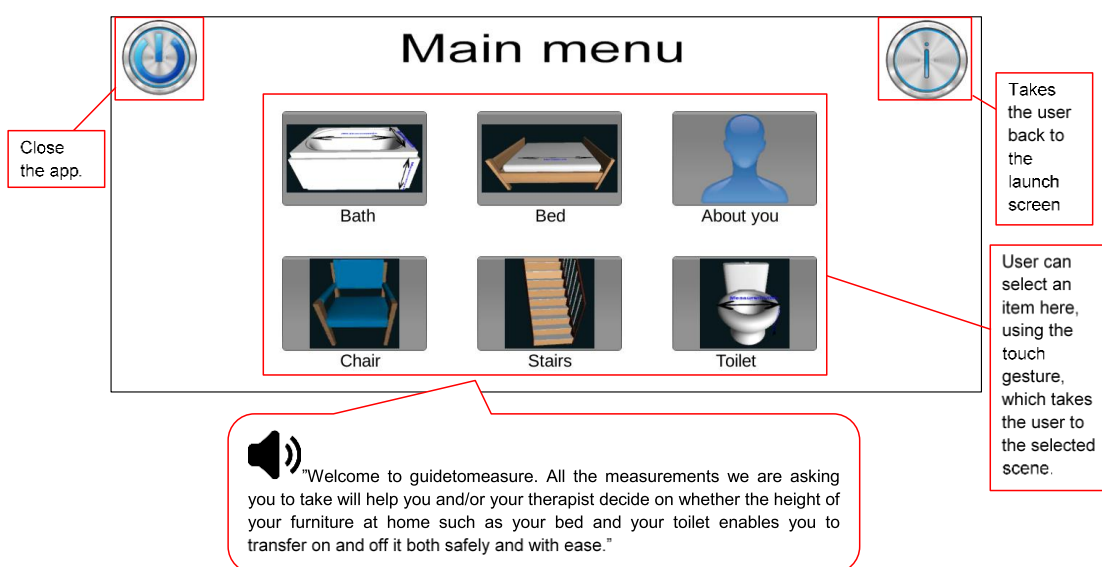 Main menu
Close
the app.
Takes
the user
back to
the
launch
screen
Bath
Bed
About you
Chair
Stairs
Toilet
User can
select an
item here,
using the
touch
gesture,
which takes
the user to
the selected
scene.
”Welcome to guidetomeasure. All the measurements we are asking
you to take will help you and/or your therapist decide on whether the height of
your furniture at home such as your bed and your toilet enables you to
transfer on and off it both safely and with ease.”